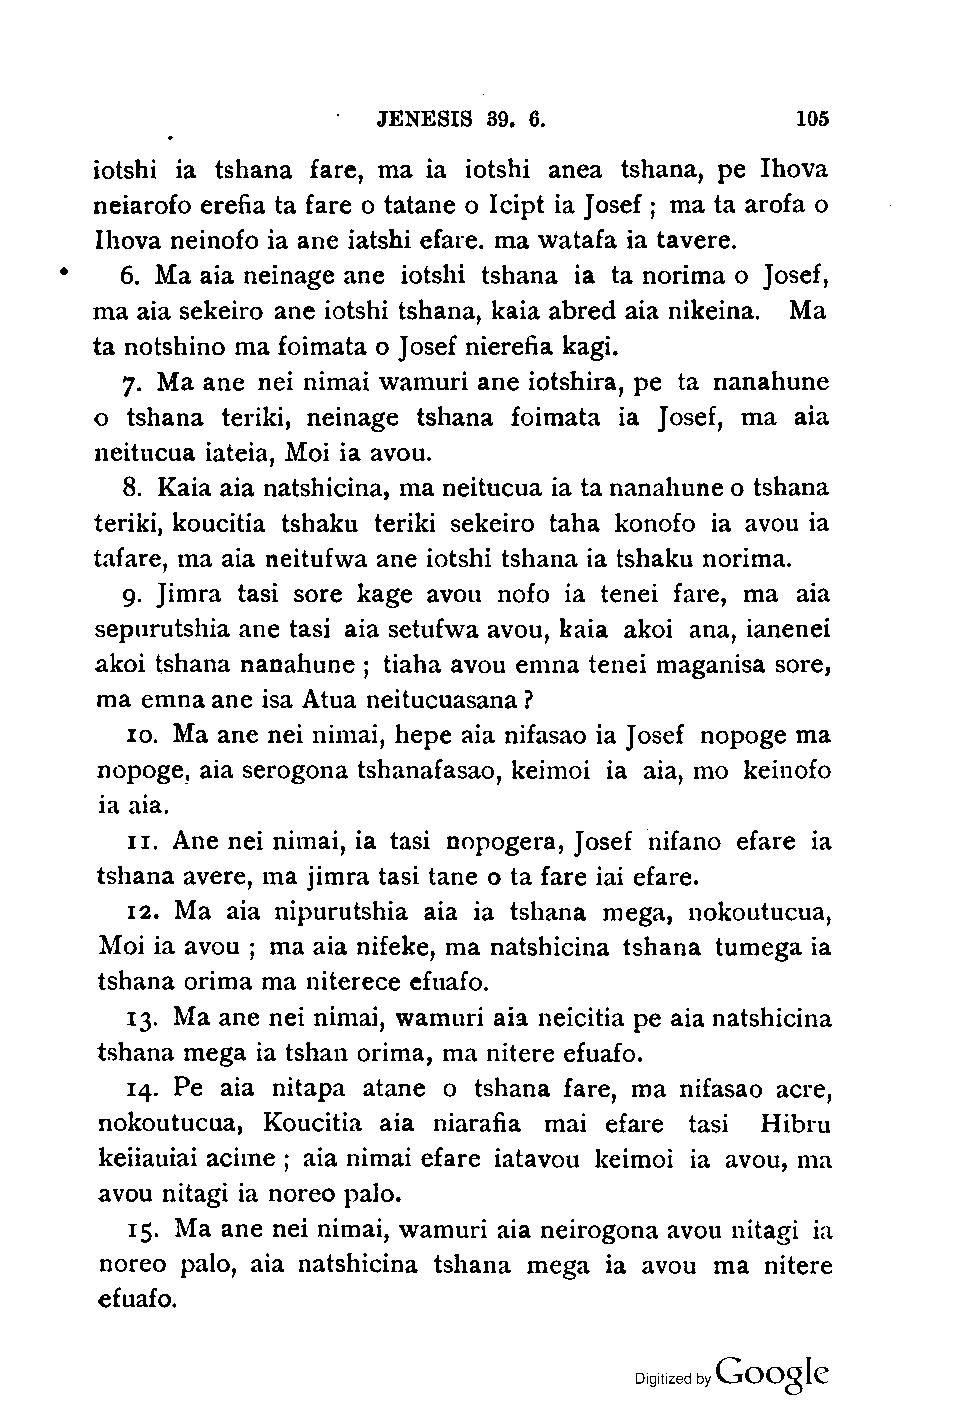 JENESIS 39. 6. 105
iotshi ia tshana fare, ma ia iotshi anea tshana, pe Ihova
neiarofo erefia ta fare o tatane o Icipt ia Josef ; ma ta arofa o
Ihova neinofo ia ane iatshi efare. ma watafa ia tavere.
6. Ma aia neinage ane iotshi tshana ia ta norima o Josef,
ma aia sekeiro ane iotshi tshana, kaia abred aia nikeina. Ma
ta notshino ma foimata o Josef nierefia kagi.
7. Ma ane nei nimai wamuri ane iotshira, pe ta nanahune
o tshana teriki, neinage tshana foimata ia Josef, ma aia
neitucua iateia, Moi ia avou.
8. Kaia aia natshicina, ma neitucua ia ta nanahune o tshana
teriki, koucitia tshaku teriki sekeiro taha konofo ia avou ia
tafare, ma aia neitufwa ane iotshi tshana ia tshaku norima.
9. Jimra tasi sore kage avou nofo ia tenei fare, ma aia
sepurutshia ane tasi aia setufwa avou, kaia akoi ana, ianenei
akoi tshana nanahune ; tiaha avou emna tenei maganisa sore,
ma emna ane isa Atua neitucuasana ?
10. Ma ane nei nimai, hepe aia nifasao ia Josef nopoge ma
nopoge, aia serogona tshanafasao, keimoi ia aia, mo keinofo
ia aia.
11. Ane nei nimai, ia tasi nopogera, Josef nifano efare ia
tshana avere, ma jimra tasi tane o ta fare iai efare.
12. Ma aia nipurutshia aia ia tshana mega, nokoutucua,
Moi ia avou ; ma aia nifeke, ma natshicina tshana tumega ia
tshana orima ma niterece efuafo.
13. Ma ane nei nimai, wamuri aia neicitia pe aia natshicina
tshana mega ia tshan orima, ma nitere efuafo.
14. Pe aia nitapa atane o tshana fare, ma nifasao acre,
nokoutucua, Koucitia aia niarafia mai efare tasi Hibru
keiiauiai acime ; aia nimai efare iatavou keimoi ia avou, ma
avou nitagi ia noreo palo.
15. Ma ane nei nimai, wamuri aia neirogona avou nitagi ia
noreo palo, aia natshicina tshana mega ia avou ma nitere
efuafo.
Digitized by Google